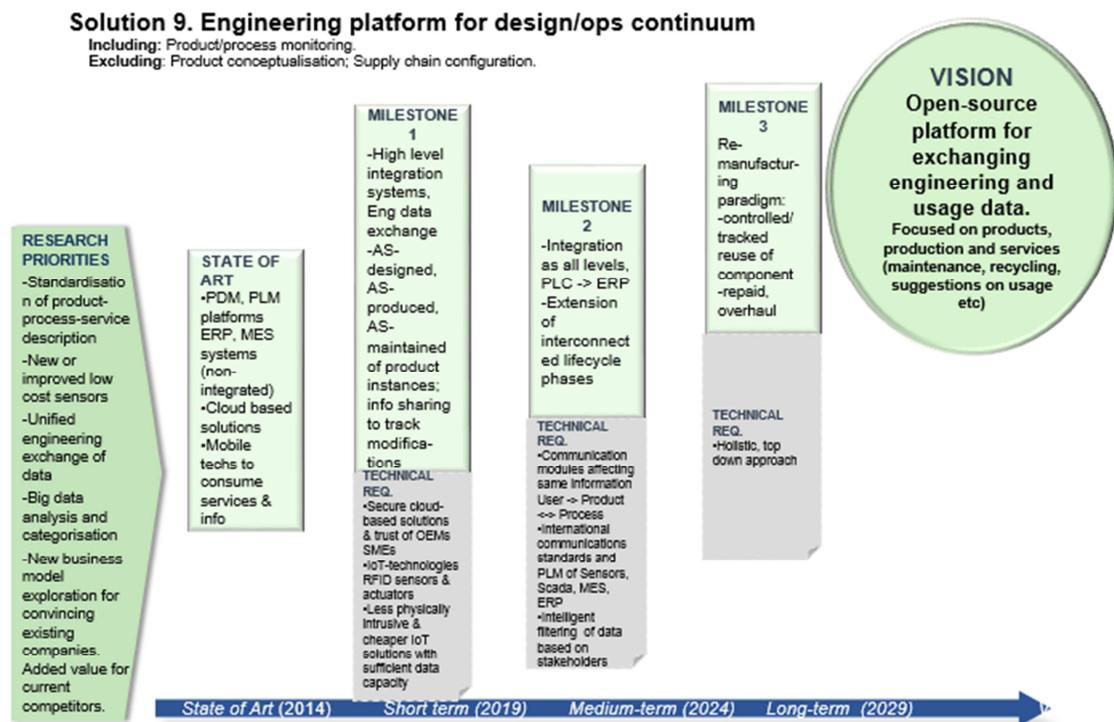 Solution 9. Engineering platform for design/ops continuum
Including: Product/process monitoring.
Excluding: Product conceptualisation; Supply chain configuration.
RESEARCH
PRIORITIES
-Standardisatio
n of product-
process-service
description
-New or
improved low
cost sensors
-Unified
engineering
exchange of
data
-Big data
analysis and
categorisation
-New business
model
exploration for
convincing
existing
companies.
Added value for
current
competitors.
STATE OF
ART
•PDM, PLM
platforms
ERP, MES
systems
(non-
integrated)
•Cloud based
solutions
•Mobile
techs to
consume
services &
info
MILESTONE
1
-High level
integration
systems,
Eng data
exchange
-AS-
designed,
AS-
produced,
AS-
maintained
of product
instances;
info sharing
to track
modifica-
tions
TECHNICAL
REQ.
•Secure cloud-
based solutions
& trust of OEMs
SMEs
•IoT-technologies
RFID sensors &
actuators
•Less physically
intrusive &
cheaper IoT
solutions with
sufficient data
capacity
MILESTONE
2
-Integration
as all levels,
PLC -> ERP
-Extension
of
interconnect
ed lifecycle
phases
TECHNICAL
REQ.
•Communication
modules affecting
same information
User -> Product
<-> Process
•International
communications
standards and
PLM of Sensors,
Scada, MES,
ERP
•Intelligent
filtering of data
based on
stakeholders
MILESTONE
3
Re-
manufactur-
ing
paradigm:
-controlled/
tracked
reuse of
component
-repaid,
overhaul
TECHNICAL
REQ.
•Holistic, top
down approach
VISION
Open-source
platform for
exchanging
engineering and
usage data.
Focused on products,
production and services
(maintenance, recycling,
suggestions on usage
etc)
State of Art (2014) Short term (2019) Medium-term (2024) Long-term (2029)